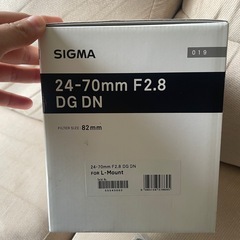 SIGMA
019
24-70mm F2.8
DG DN
FILTER SIZE 82mm
24-70mm F2.8 DG DN
FOR L-Mount